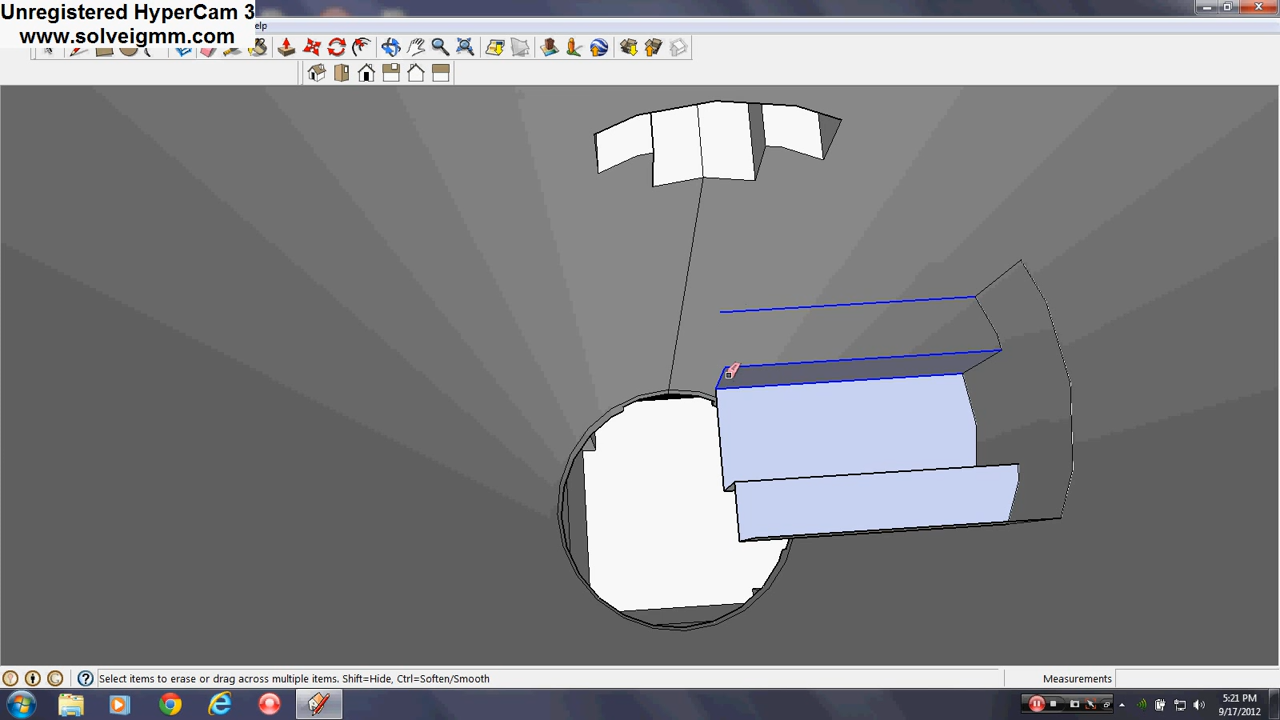 Unregistered HyperCam 3
www.solveigmm.com
elp
Select items to erase or drag across multiple items. Shift=Hide, Ctrl=Soften/Smooth
Measurements
5:21 PM
9/17/2012